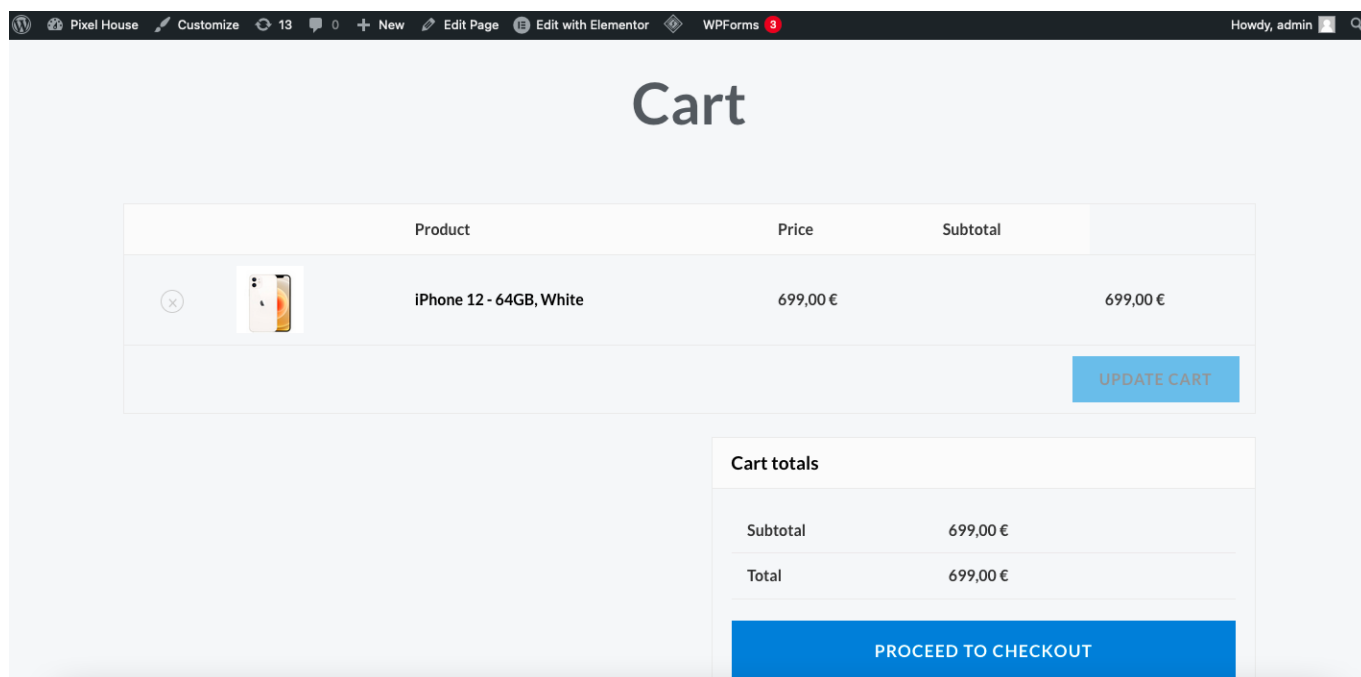 Pixel House Customize 13 0 New Edit Page Edit with Elementor WPForms 3 Howdy, admin
Cart
Product Price Subtotal
iPhone 12 - 64GB, White 699,00 € 699,00 €
UPDATE CART
Cart totals
Subtotal 699,00 €
Total 699,00 €
PROCEED TO CHECKOUT